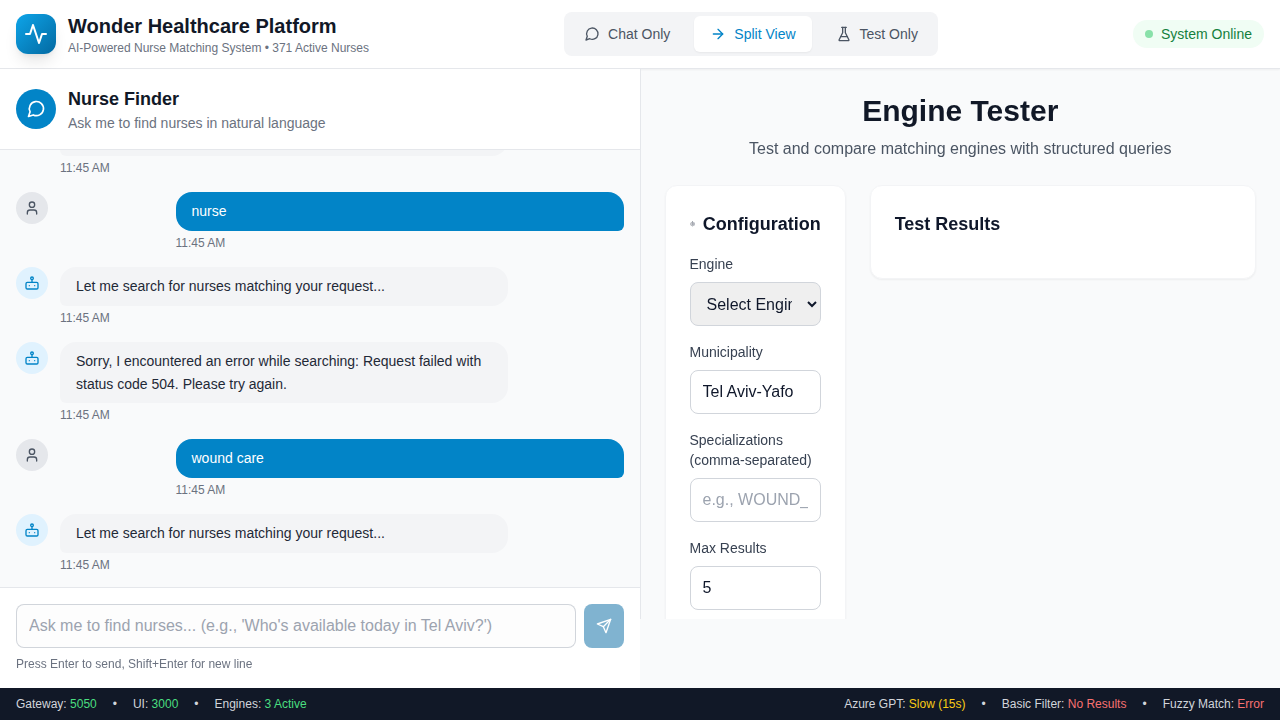 Wonder Healthcare Platform
AI-Powered Nurse Matching System • 371 Active Nurses
Chat Only
Split View
Test Only
System Online
Nurse Finder
Ask me to find nurses in natural language
11:45 AM
nurse
11:45 AM
Let me search for nurses matching your request...
11:45 AM
Sorry, I encountered an error while searching: Request failed with
status code 504. Please try again.
11:45 AM
wound care
11:45 AM
Let me search for nurses matching your request...
11:45 AM
Ask me to find nurses... (e.g., 'Who's available today in Tel Aviv?')
Press Enter to send, Shift+Enter for new line
Engine Tester
Test and compare matching engines with structured queries
Configuration
Engine
Select Engir
Municipality
Tel Aviv-Yafo
Specializations
(comma-separated)
e.g., WOUND_
Max Results
5
Test Results
Gateway: 5050 • UI: 3000 • Engines: 3 Active
Azure GPT: Slow (15s) • Basic Filter: No Results • Fuzzy Match: Error